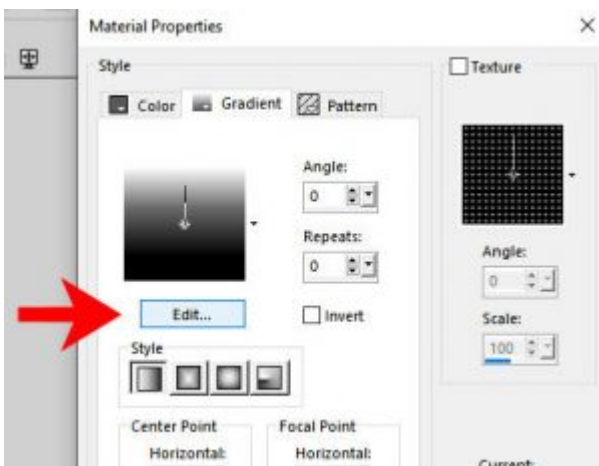 Material Properties
Style
Texture
Color Gradient Pattern
Angle:
0
Repeats:
0
Edit...
Invert
Style
Center Point Focal Point
Horizontal: Horizontal:
Angle:
0
Scale:
100
Current: